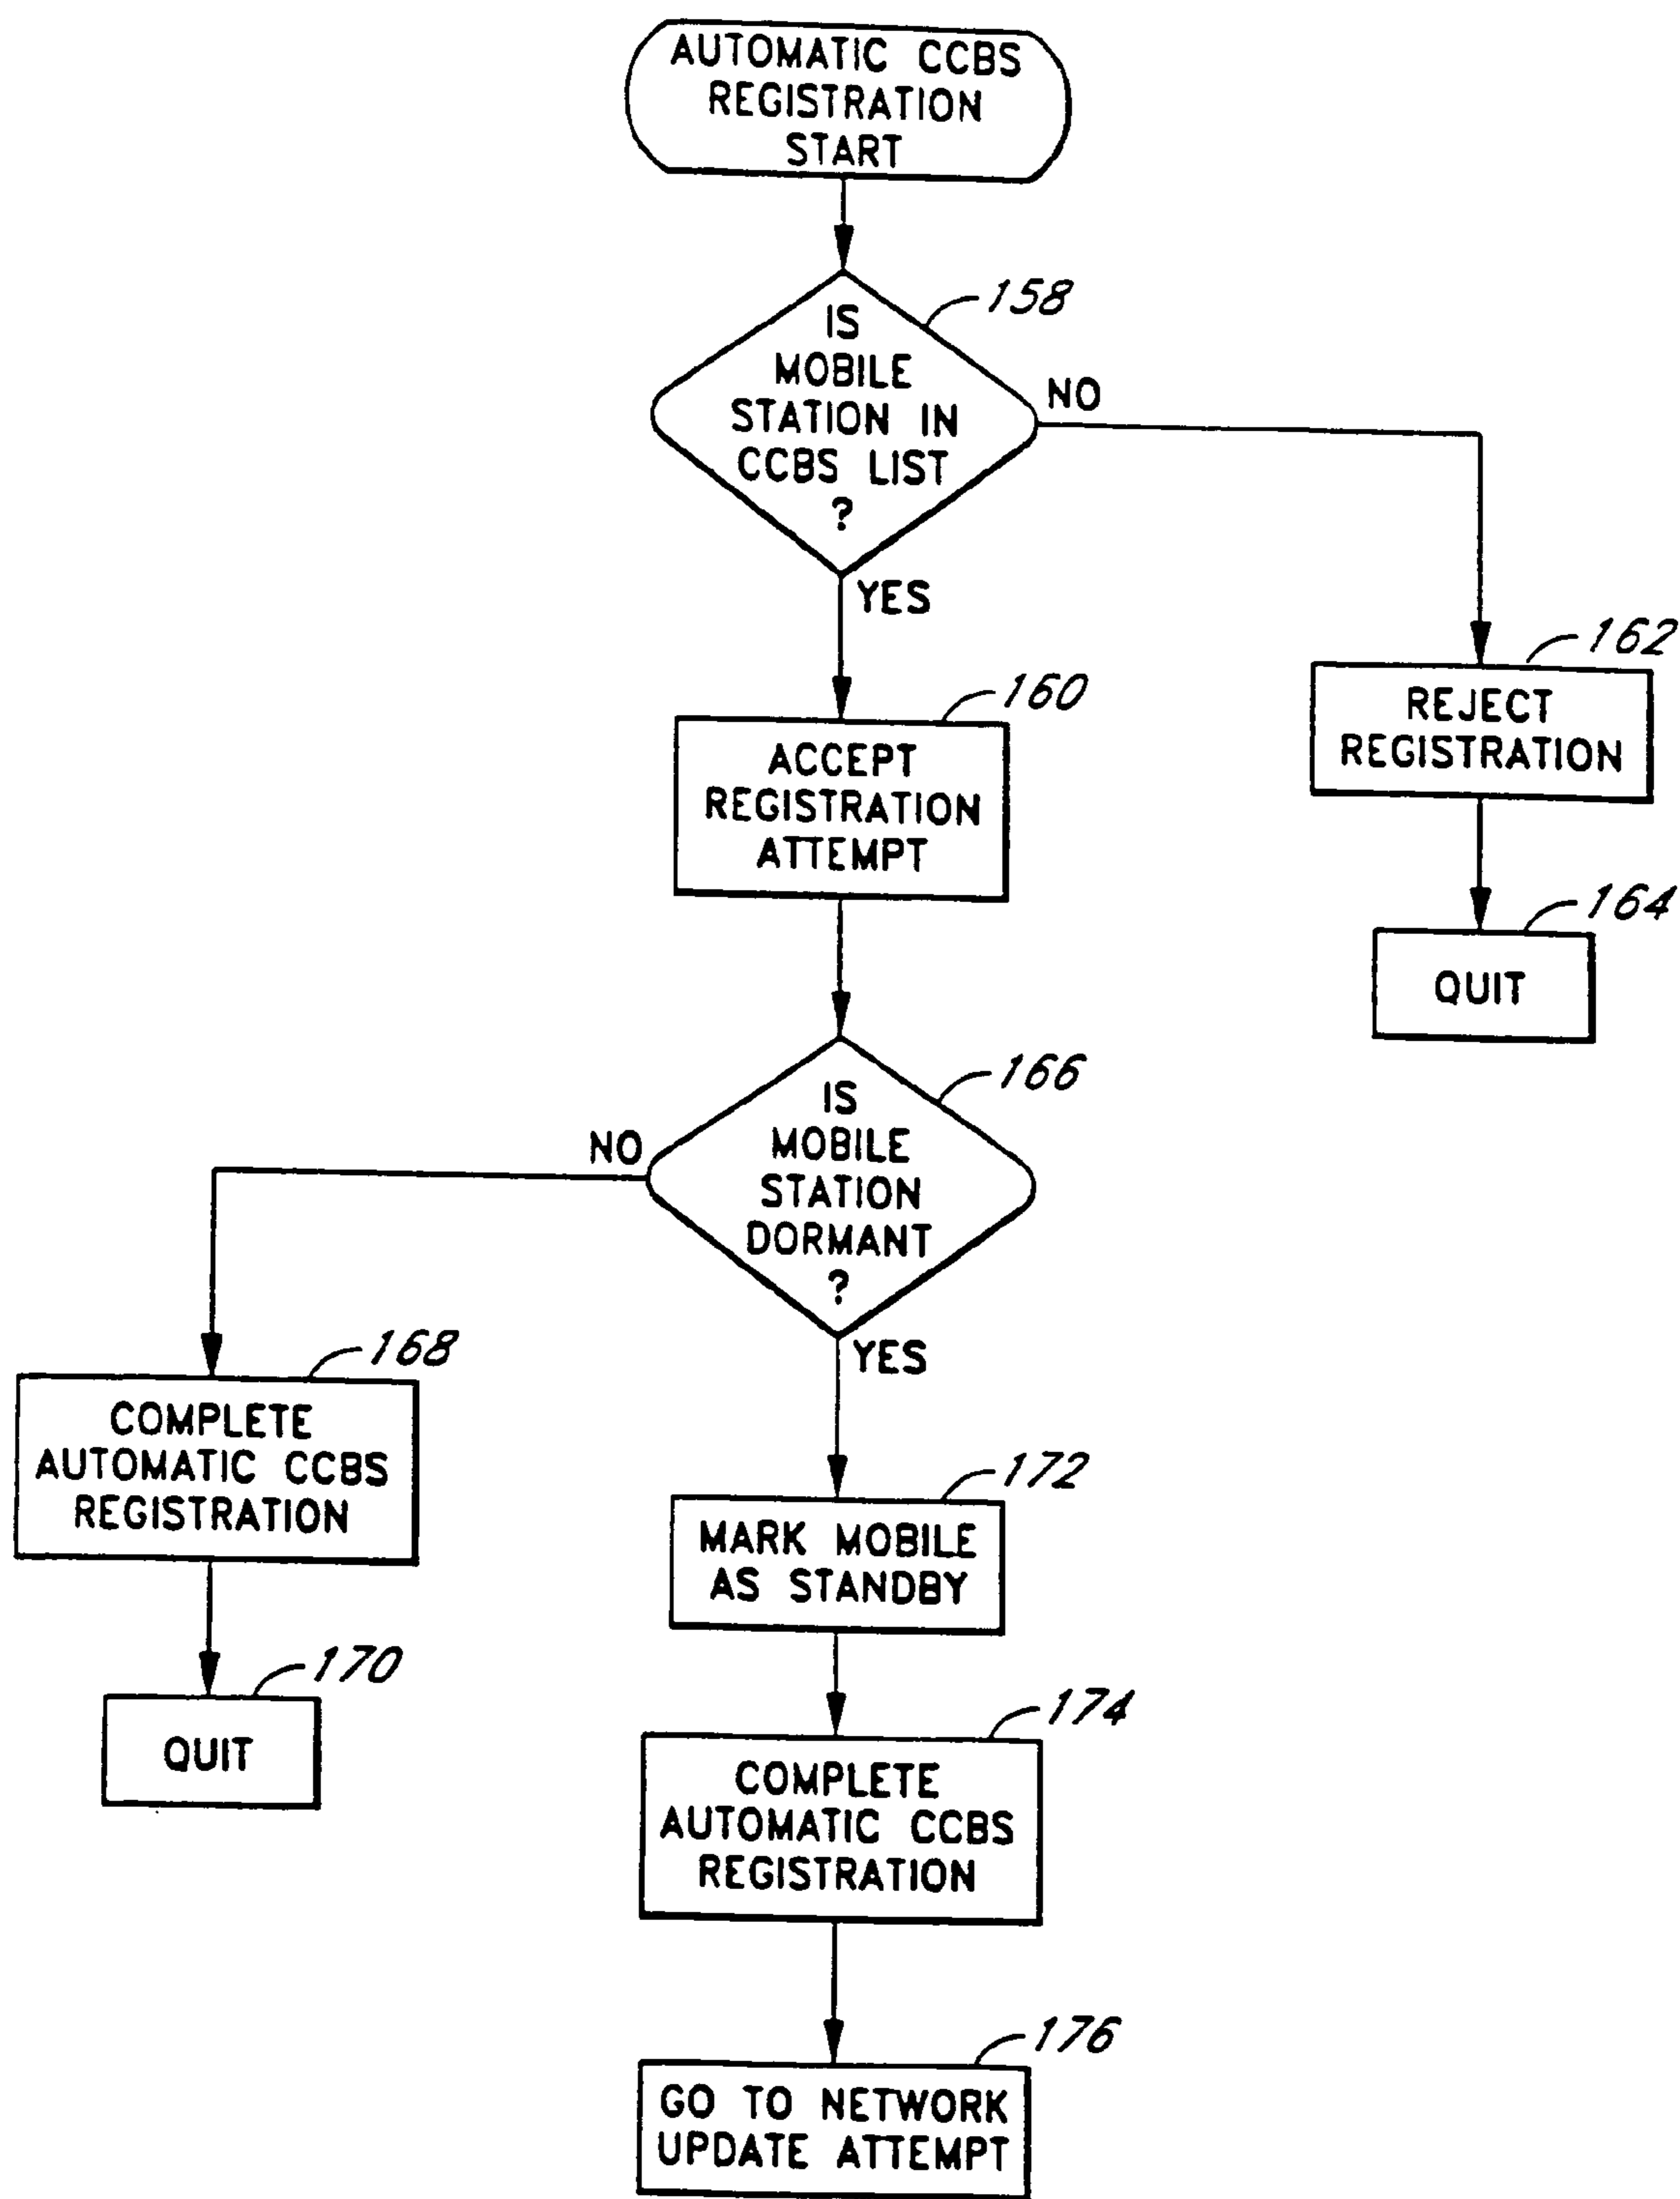 AUTOMATIC CCBS
REGISTRATION
START
158
IS
MOBILE
STATION IN
CCBS LIST
?
NO
YES
162
REJECT
REGISTRATION
160
ACCEPT
REGISTRATION
ATTEMPT
164
QUIT
166
IS
MOBILE
STATION
DORMANT
?
NO
YES
168
COMPLETE
AUTOMATIC CCBS
REGISTRATION
172
MARK MOBILE
AS STANDBY
170
QUIT
174
COMPLETE
AUTOMATIC CCBS
REGISTRATION
176
GO TO NETWORK
UPDATE ATTEMPT